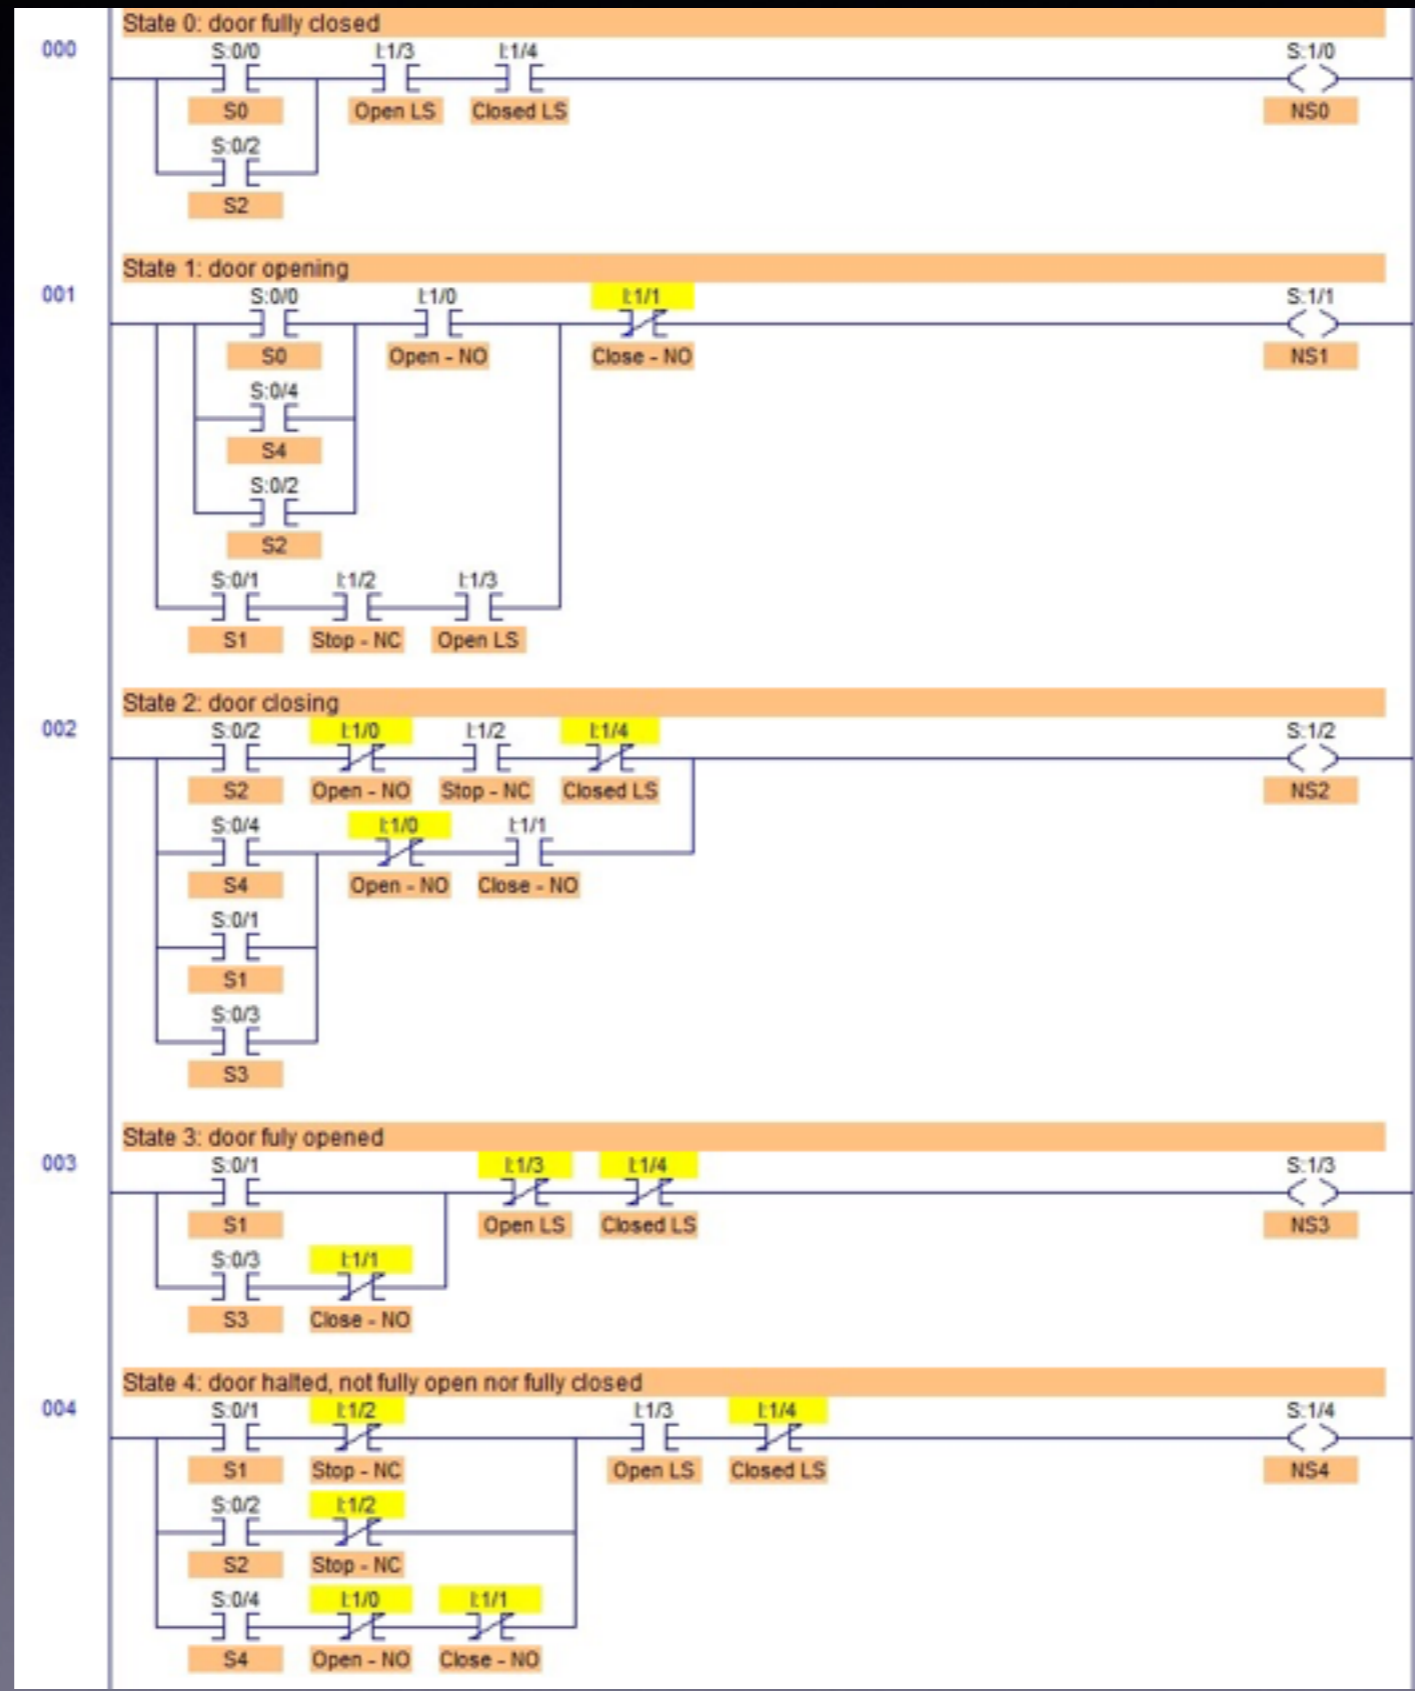 State 0: door fully closed
000 S:0/0 I:1/3 I:1/4 S:1/0
S0 Open LS Closed LS NS0
S:0/2
S2
State 1: door opening
001 S:0/0 I:1/0 I:1/1 S:1/1
S0 Open - NO Close - NO NS1
S:0/4
S4
S:0/2
S2
S:0/1 I:1/2 I:1/3
S1 Stop - NC Open LS
State 2: door closing
002 S:0/2 I:1/0 I:1/2 I:1/4 S:1/2
S2 Open - NO Stop - NC Closed LS NS2
S:0/4 I:1/0 I:1/1
S4 Open - NO Close - NO
S:0/1
S1
S:0/3
S3
State 3: door fuly opened
003 S:0/1 I:1/3 I:1/4 S:1/3
S1 Open LS Closed LS NS3
S:0/3 I:1/1
S3 Close - NO
State 4: door halted, not fully open nor fully closed
004 S:0/1 I:1/2 I:1/3 I:1/4 S:1/4
S1 Stop - NC Open LS Closed LS NS4
S:0/2 I:1/2
S2 Stop - NC
S:0/4 I:1/0 I:1/1
S4 Open - NO Close - NO